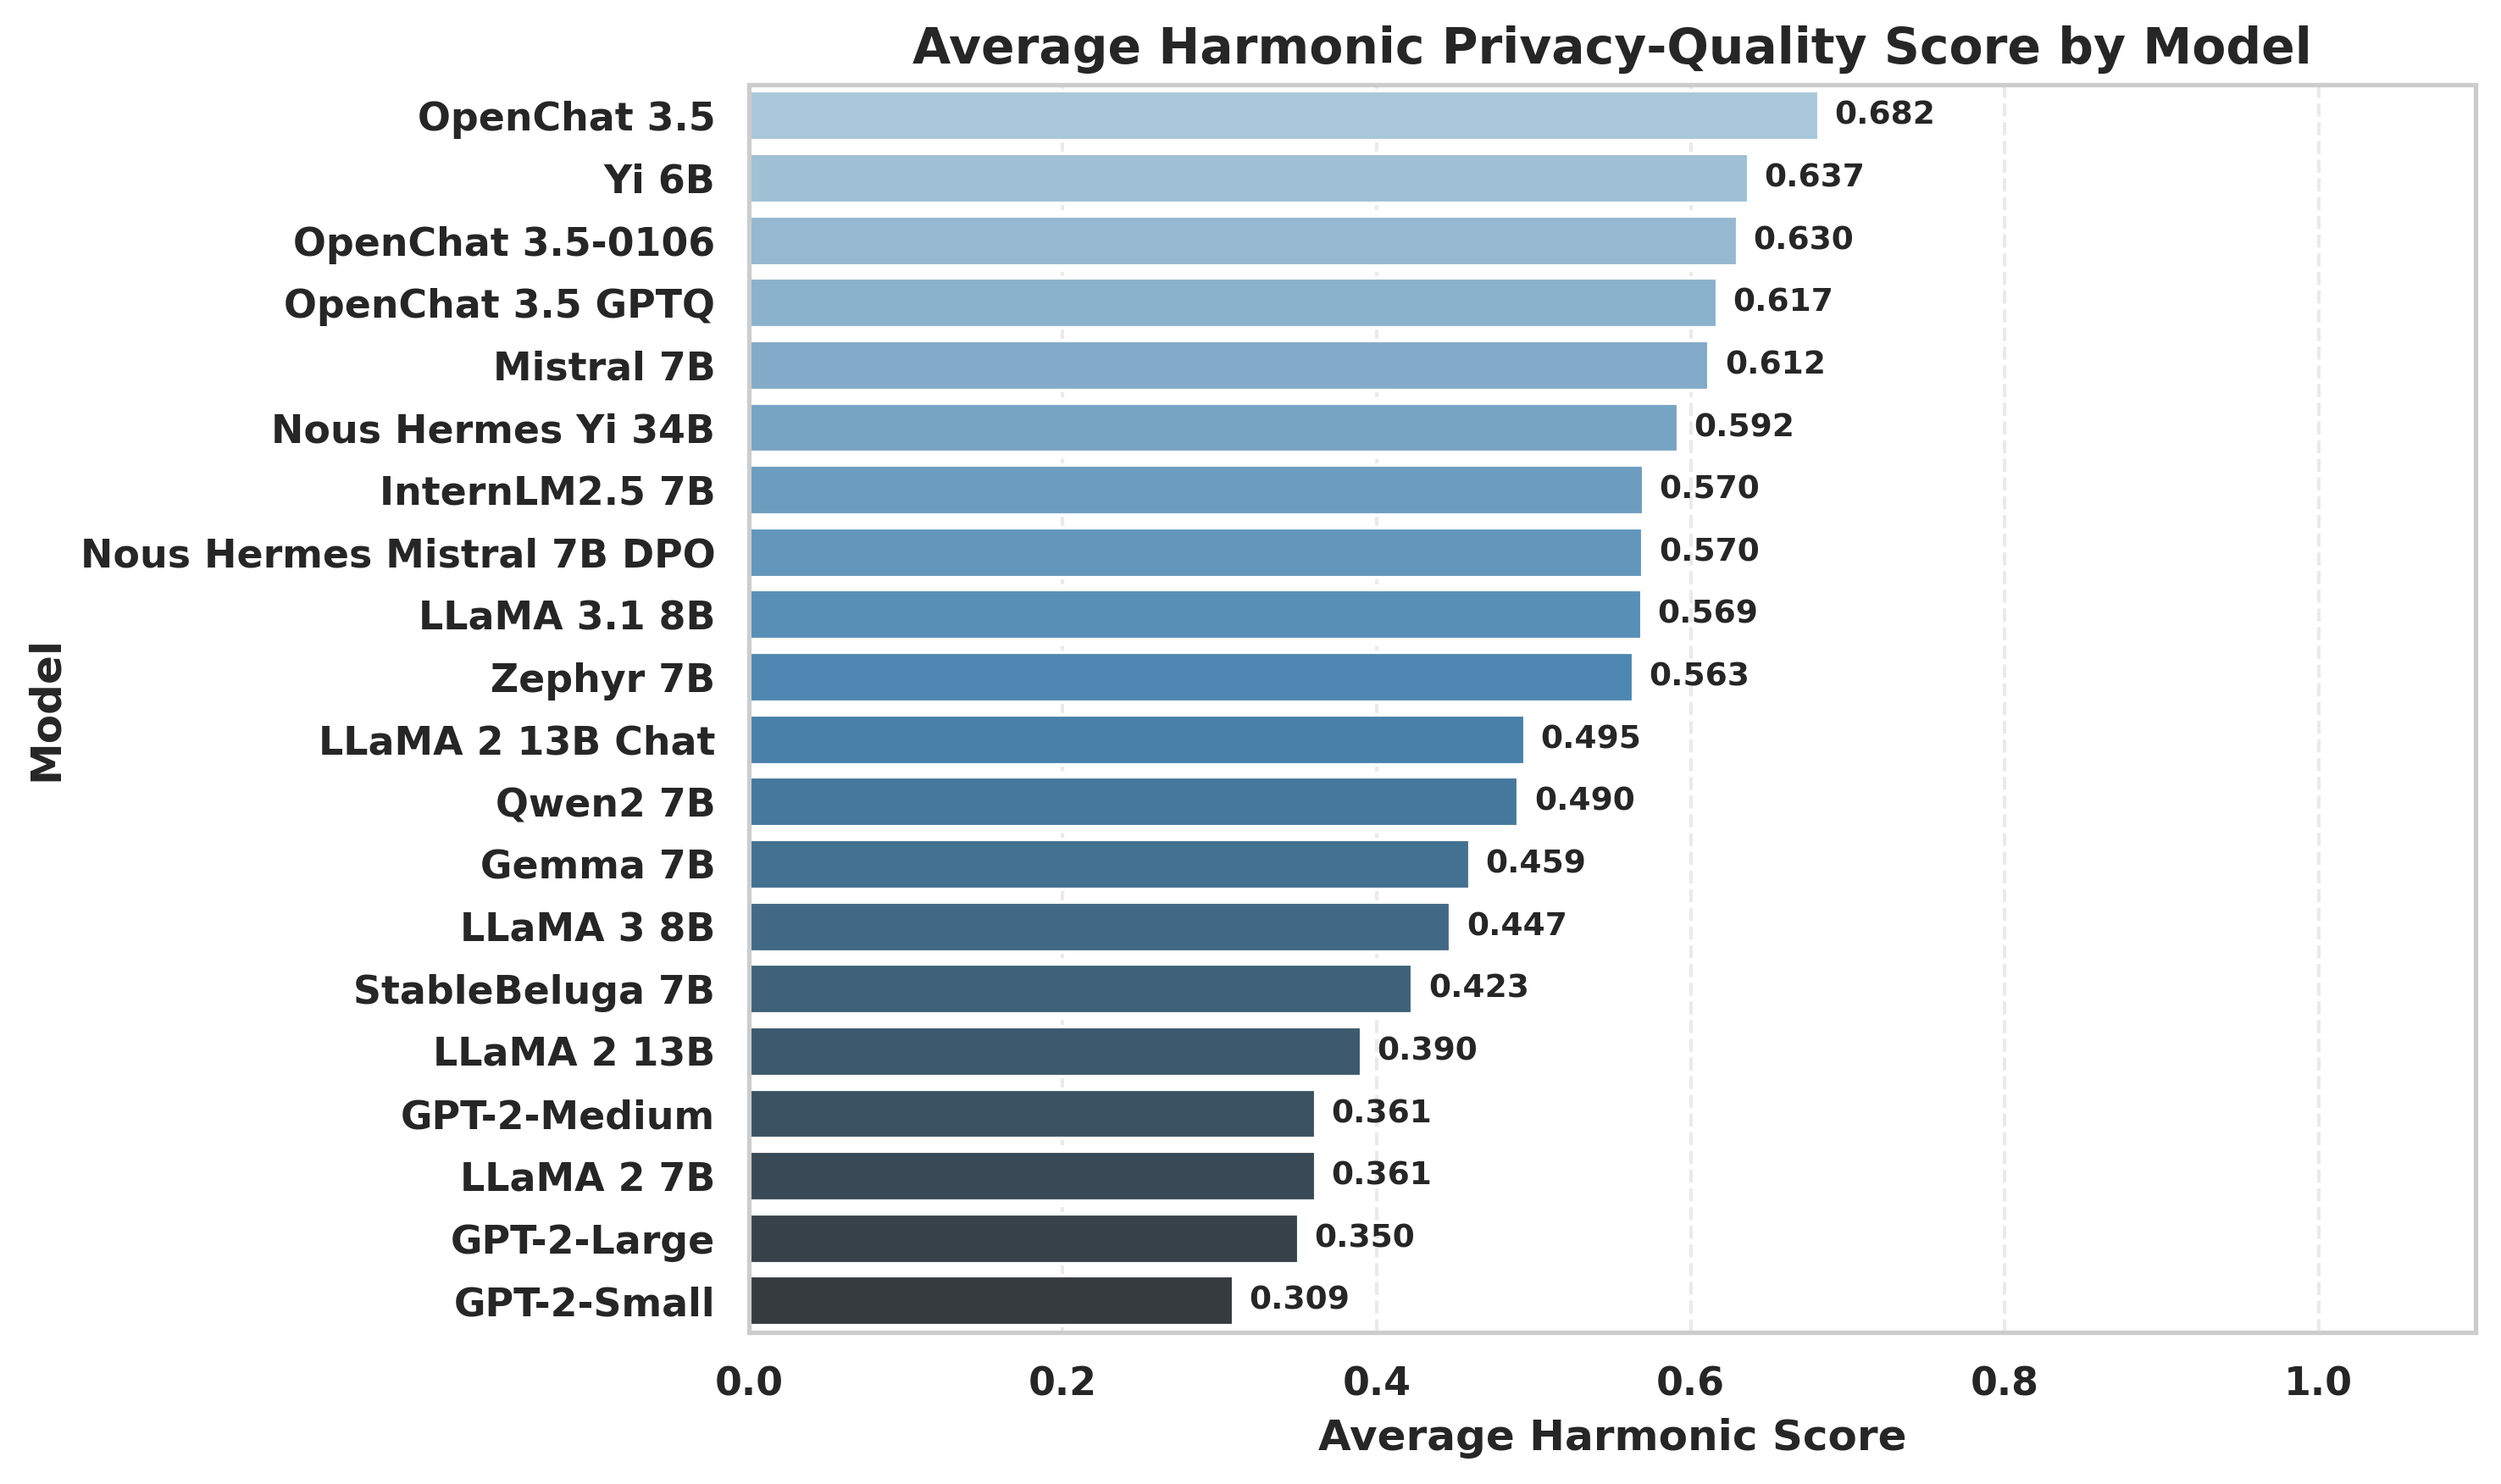 Average Harmonic Privacy-Quality Score by Model
OpenChat 3.5 0.682
Yi 6B 0.637
OpenChat 3.5-0106 0.630
OpenChat 3.5 GPTQ 0.617
Mistral 7B 0.612
Nous Hermes Yi 34B 0.592
InternLM2.5 7B 0.570
Nous Hermes Mistral 7B DPO 0.570
LLaMA 3.1 8B 0.569
Zephyr 7B 0.563
LLaMA 2 13B Chat 0.495
Qwen2 7B 0.490
Gemma 7B 0.459
LLaMA 3 8B 0.447
StableBeluga 7B 0.423
LLaMA 2 13B 0.390
GPT-2-Medium 0.361
LLaMA 2 7B 0.361
GPT-2-Large 0.350
GPT-2-Small 0.309
Model
0.0 0.2 0.4 0.6 0.8 1.0
Average Harmonic Score